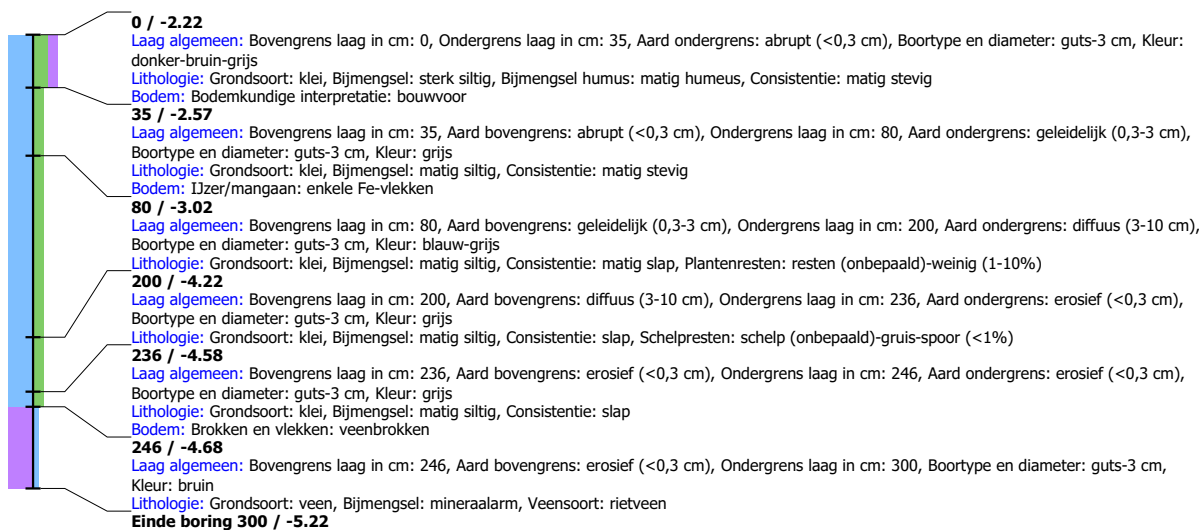 0 / -2.22
Laag algemeen: Bovengrens laag in cm: 0, Ondergrens laag in cm: 35, Aard ondergrens: abrupt (<0,3 cm), Boortype en diameter: guts-3 cm, Kleur:
donker-bruin-grijs
Lithologie: Grondsoort: klei, Bijmengsel: sterk siltig, Bijmengsel humus: matig humeus, Consistentie: matig stevig
Bodem: Bodemkundige interpretatie: bouwvoor
35 / -2.57
Laag algemeen: Bovengrens laag in cm: 35, Aard bovengrens: abrupt (<0,3 cm), Ondergrens laag in cm: 80, Aard ondergrens: geleidelijk (0,3-3 cm),
Boortype en diameter: guts-3 cm, Kleur: grijs
Lithologie: Grondsoort: klei, Bijmengsel: matig siltig, Consistentie: matig stevig
Bodem: IJzer/mangaan: enkele Fe-vlekken
80 / -3.02
Laag algemeen: Bovengrens laag in cm: 80, Aard bovengrens: geleidelijk (0,3-3 cm), Ondergrens laag in cm: 200, Aard ondergrens: diffuus (3-10 cm),
Boortype en diameter: guts-3 cm, Kleur: blauw-grijs
Lithologie: Grondsoort: klei, Bijmengsel: matig siltig, Consistentie: matig slap, Plantenresten: resten (onbepaald)-weinig (1-10%)
200 / -4.22
Laag algemeen: Bovengrens laag in cm: 200, Aard bovengrens: diffuus (3-10 cm), Ondergrens laag in cm: 236, Aard ondergrens: erosief (<0,3 cm),
Boortype en diameter: guts-3 cm, Kleur: grijs
Lithologie: Grondsoort: klei, Bijmengsel: matig siltig, Consistentie: slap, Schelpresten: schelp (onbepaald)-gruis-spoor (<1%)
236 / -4.58
Laag algemeen: Bovengrens laag in cm: 236, Aard bovengrens: erosief (<0,3 cm), Ondergrens laag in cm: 246, Aard ondergrens: erosief (<0,3 cm),
Boortype en diameter: guts-3 cm, Kleur: grijs
Lithologie: Grondsoort: klei, Bijmengsel: matig siltig, Consistentie: slap
Bodem: Brokken en vlekken: veenbrokken
246 / -4.68
Laag algemeen: Bovengrens laag in cm: 246, Aard bovengrens: erosief (<0,3 cm), Ondergrens laag in cm: 300, Boortype en diameter: guts-3 cm,
Kleur: bruin
Lithologie: Grondsoort: veen, Bijmengsel: mineraalarm, Veensoort: rietveen
Einde boring 300 / -5.22